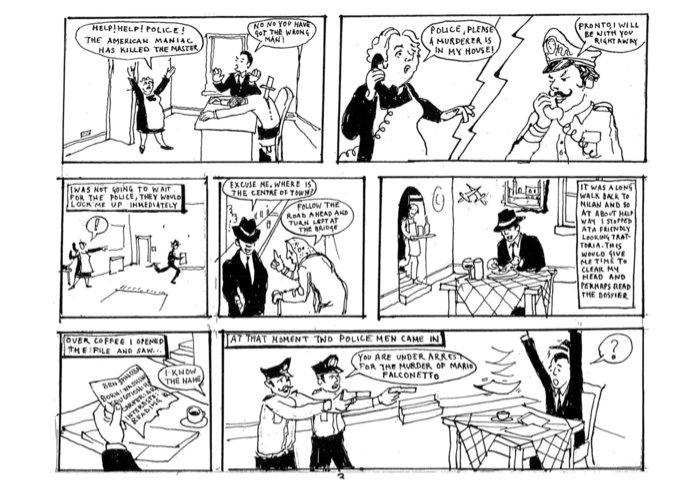 HELP! HELP! POLICE!
THE AMERICAN MANIAC
HAS KILLED THE MASTER
NO NO YOU HAVE
GOT THE WRONG
MAN!
POLICE, PLEASE
A MURDERER IS
IN MY HOUSE!
PRONTO, I WILL
BE WITH YOU
RIGHT AWAY
I WAS NOT GOING TO WAIT
FOR THE POLICE, THEY WOULD
LOCK ME UP IMMEDIATELY
!
EXCUSE ME, WHERE IS
THE CENTRE OF TOWN?
FOLLOW THE
ROAD AHEAD AND
TURN LEFT AT
THE BRIDGE
IT WAS A LONG
WALK BACK TO
MILAN AND SO
AT ABOUT HALF
WAY I STOPPED
AT A FRIENDLY
LOOKING TRAT-
TORIA. THIS
WOULD GIVE
ME TIME TO
CLEAR MY
HEAD AND
PERHAPS READ
THE DOSSIER
OVER COFFEE I OPENED
THE FILE AND SAW...
I KNOW
THE NAME
BEN
BORN:
READING
AT THAT MOMENT TWO POLICE MEN CAME IN
YOU ARE UNDER ARREST
FOR THE MURDER OF MARIO
FALCONETTO
?
2